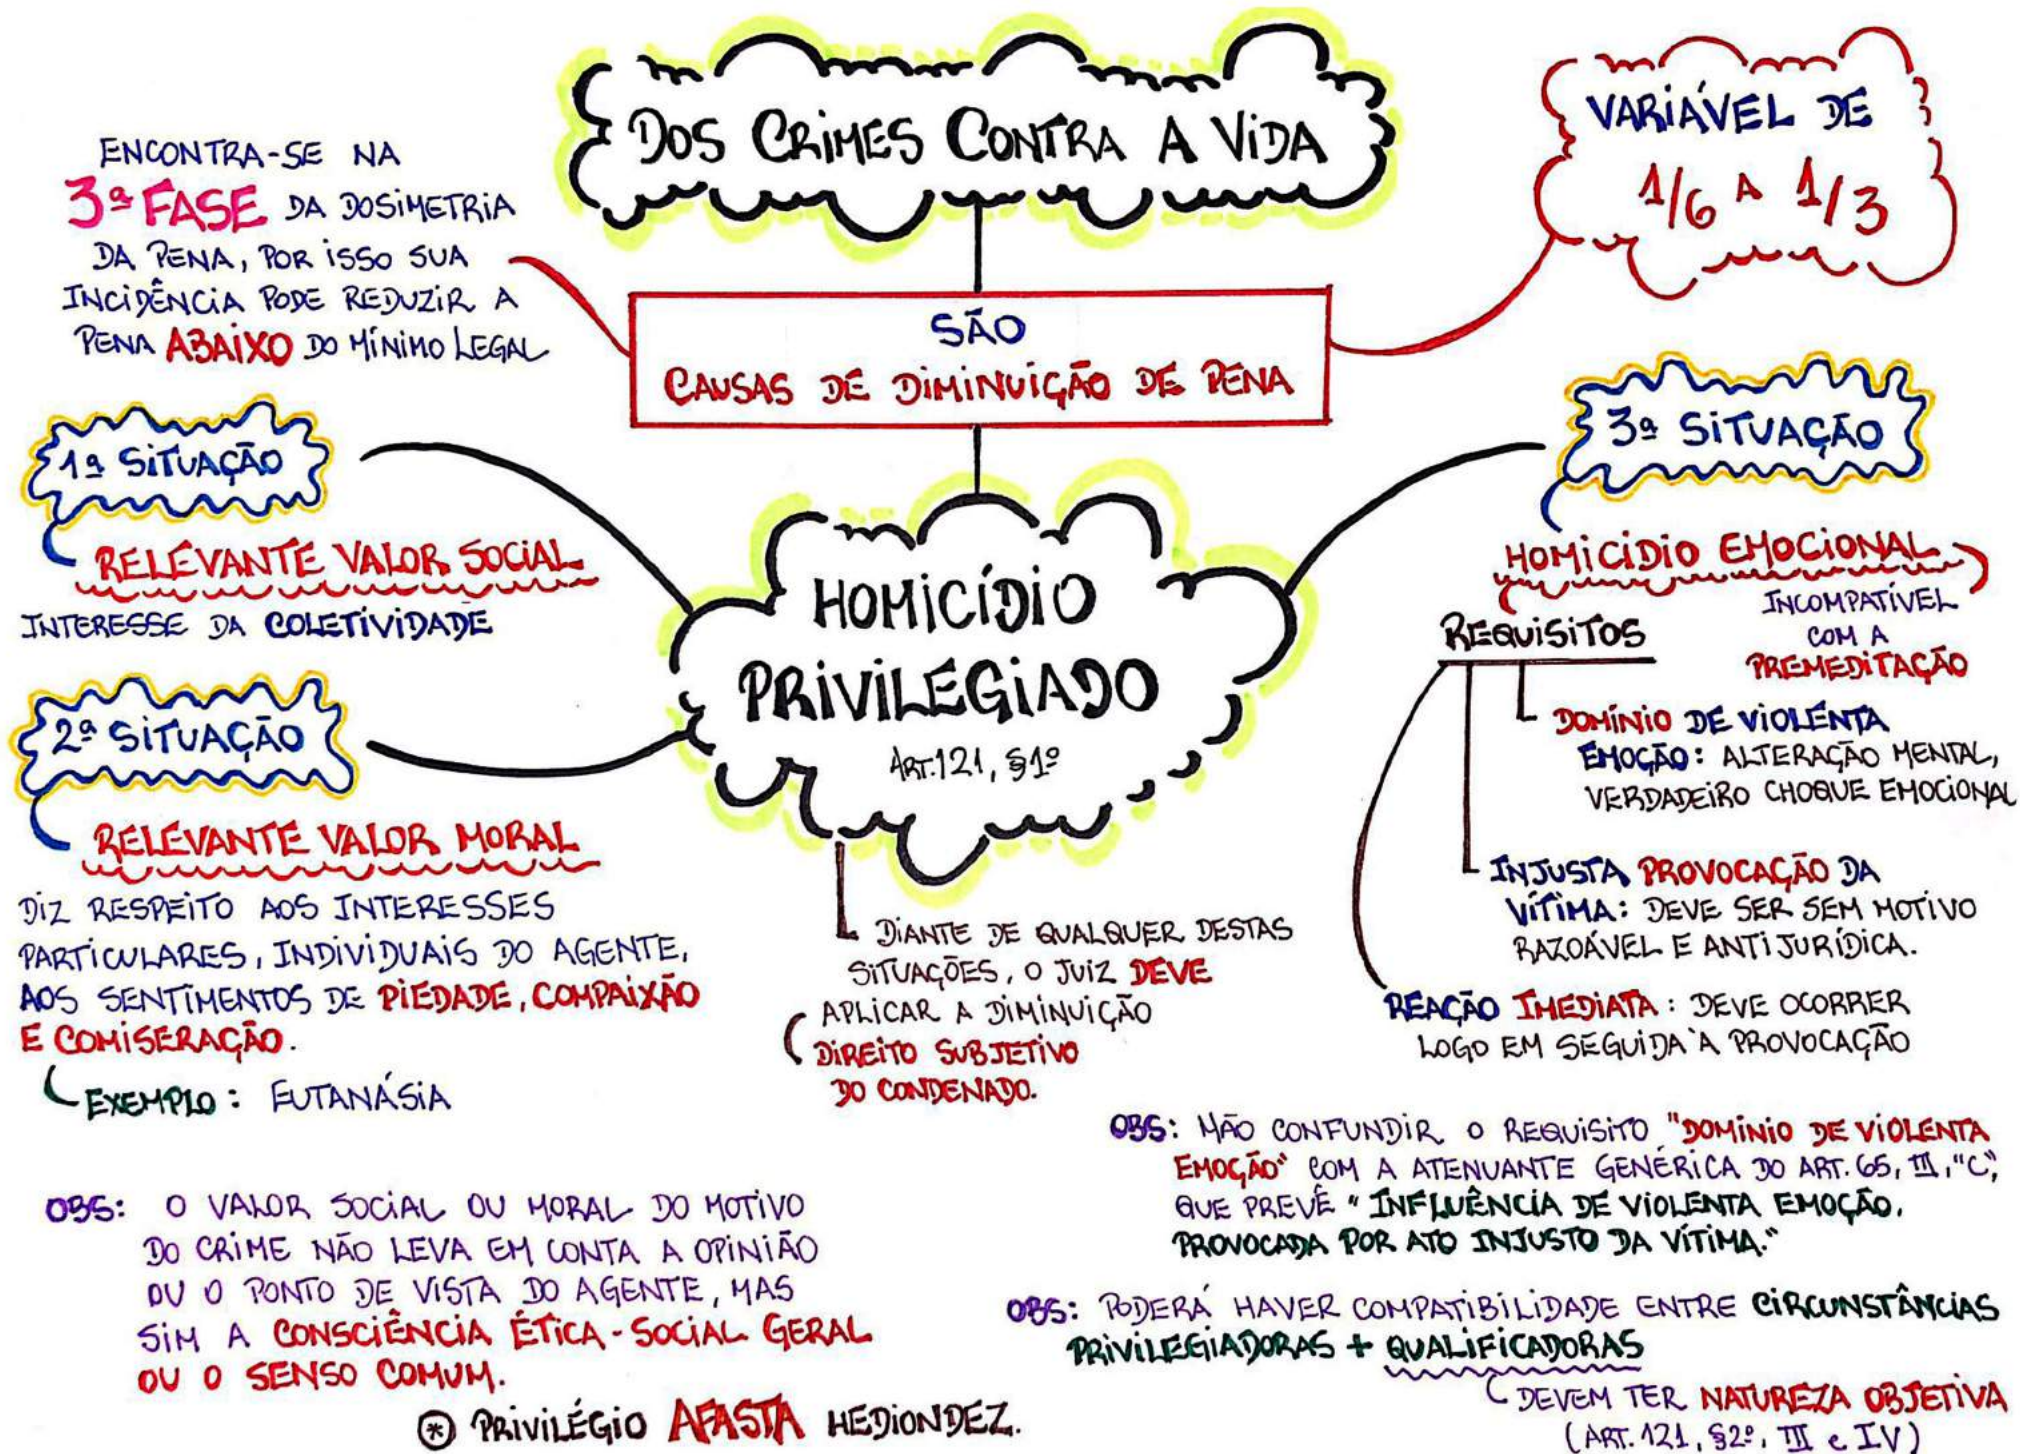 DOS CRIMES CONTRA A VIDA
VARIÁVEL DE
1/6 A 1/3
ENCONTRA-SE NA
3ª FASE DA DOSIMETRIA
DA PENA, POR ISSO SUA
INCIDÊNCIA PODE REDUZIR A
PENA ABAIXO DO MÍNIMO LEGAL
SÃO
CAUSAS DE DIMINUIÇÃO DE PENA
HOMICÍDIO
PRIVILEGIADO
ART.121, §1º
1ª SITUAÇÃO
RELEVANTE VALOR SOCIAL
INTERESSE DA COLETIVIDADE
2ª SITUAÇÃO
RELEVANTE VALOR MORAL
DIZ RESPEITO AOS INTERESSES
PARTICULARES, INDIVIDUAIS DO AGENTE,
AOS SENTIMENTOS DE PIEDADE, COMPAIXÃO
E COMISERAÇÃO.
EXEMPLO: EUTANÁSIA
3ª SITUAÇÃO
HOMICÍDIO EMOCIONAL
INCOMPATÍVEL
COM A
PREMEDITAÇÃO
REQUISITOS
DOMÍNIO DE VIOLENTA
EMOÇÃO: ALTERAÇÃO MENTAL,
VERDADEIRO CHOQUE EMOCIONAL
INJUSTA PROVOCAÇÃO DA
VÍTIMA: DEVE SER SEM MOTIVO
RAZOÁVEL E ANTIJURÍDICA.
REAÇÃO IMEDIATA: DEVE OCORRER
LOGO EM SEGUIDA À PROVOCAÇÃO
DIANTE DE QUALQUER DESTAS
SITUAÇÕES, O JUIZ DEVE
APLICAR A DIMINUIÇÃO
DIREITO SUBJETIVO
DO CONDENADO.
OBS: NÃO CONFUNDIR O REQUISITO "DOMÍNIO DE VIOLENTA
EMOÇÃO" COM A ATENUANTE GENÉRICA DO ART. 65, III, "C",
QUE PREVÊ "INFLUÊNCIA DE VIOLENTA EMOÇÃO,
PROVOCADA POR ATO INJUSTO DA VÍTIMA."
OBS: O VALOR SOCIAL OU MORAL DO MOTIVO
DO CRIME NÃO LEVA EM CONTA A OPINIÃO
OU O PONTO DE VISTA DO AGENTE, MAS
SIM A CONSCIÊNCIA ÉTICA-SOCIAL GERAL
OU O SENSO COMUM.
OBS: PODERÁ HAVER COMPATIBILIDADE ENTRE CIRCUNSTÂNCIAS
PRIVILEGIADORAS + QUALIFICADORAS
DEVEM TER NATUREZA OBJETIVA
(ART. 121, §2º, III e IV)
* PRIVILÉGIO AFASTA HEDIONDEZ.